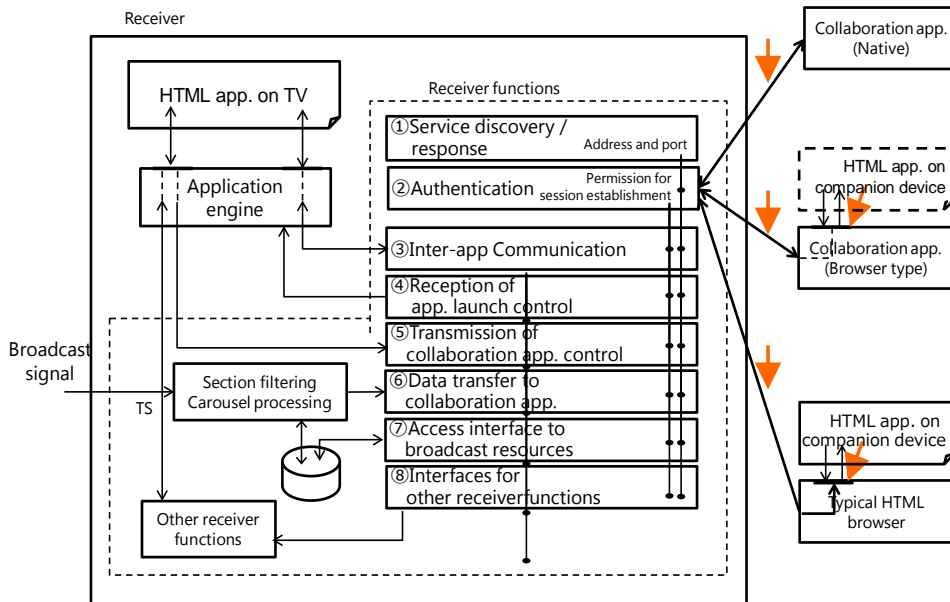 Receiver
HTML app. on TV
Application
engine
Receiver functions
①Service discovery /
response
Address and port
②Authentication
Permission for
session establishment
③Inter-app Communication
④Reception of
app. launch control
⑤Transmission of
collaboration app. control
⑥Data transfer to
collaboration app.
⑦Access interface to
broadcast resources
⑧Interfaces for
other receiverfunctions
Broadcast
signal
TS
Section filtering
Carousel processing
Other receiver
functions
Collaboration app.
(Native)
HTML app. on
companion device
Collaboration app.
(Browser type)
HTML app. on
companion device
Typical HTML
browser